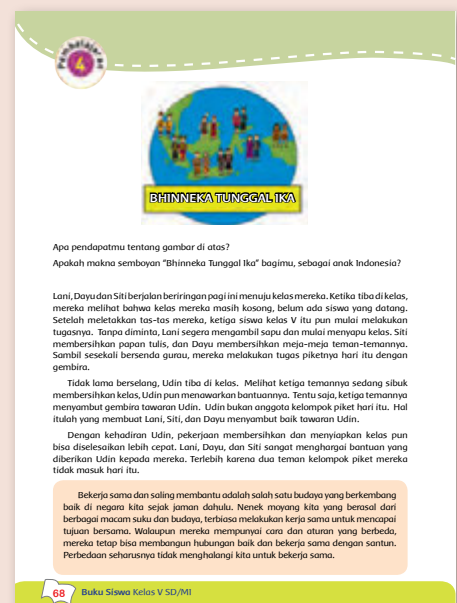 Pembelajaran
4
BHINNEKA TUNGGAL IKA
Apa pendapatmu tentang gambar di atas?
Apakah makna semboyan “Bhinneka Tunggal Ika” bagimu, sebagai anak Indonesia?
Lani, Dayu dan Siti berjalan beriringan pagi ini menuju kelas mereka. Ketika tiba di kelas,
mereka melihat bahwa kelas mereka masih kosong, belum ada siswa yang datang.
Setelah meletakkan tas-tas mereka, ketiga siswa kelas V itu pun mulai melakukan
tugasnya. Tanpa diminta, Lani segera mengambil sapu dan mulai menyapu kelas. Siti
membersihkan papan tulis, dan Dayu membersihkan meja-meja teman-temannya.
Sambil sesekali bersenda gurau, mereka melakukan tugas piketnya hari itu dengan
gembira.
Tidak lama berselang, Udin tiba di kelas. Melihat ketiga temannya sedang sibuk
membersihkan kelas, Udin pun menawarkan bantuannya. Tentu saja, ketiga temannya
menyambut gembira tawaran Udin. Udin bukan anggota kelompok piket hari itu. Hal
itulah yang membuat Lani, Siti, dan Dayu menyambut baik tawaran Udin.
Dengan kehadiran Udin, pekerjaan membersihkan dan menyiapkan kelas pun
bisa diselesaikan lebih cepat. Lani, Dayu, dan Siti sangat menghargai bantuan yang
diberikan Udin kepada mereka. Terlebih karena dua teman kelompok piket mereka
tidak masuk hari itu.
Bekerja sama dan saling membantu adalah salah satu budaya yang berkembang
baik di negara kita sejak jaman dahulu. Nenek moyang kita yang berasal dari
berbagai macam suku dan budaya, terbiasa melakukan kerja sama untuk mencapai
tujuan bersama. Walaupun mereka mempunyai cara dan aturan yang berbeda,
mereka tetap bisa membangun hubungan baik dan bekerja sama dengan santun.
Perbedaan seharusnya tidak menghalangi kita untuk bekerja sama.
68 Buku Siswa Kelas V SD/MI